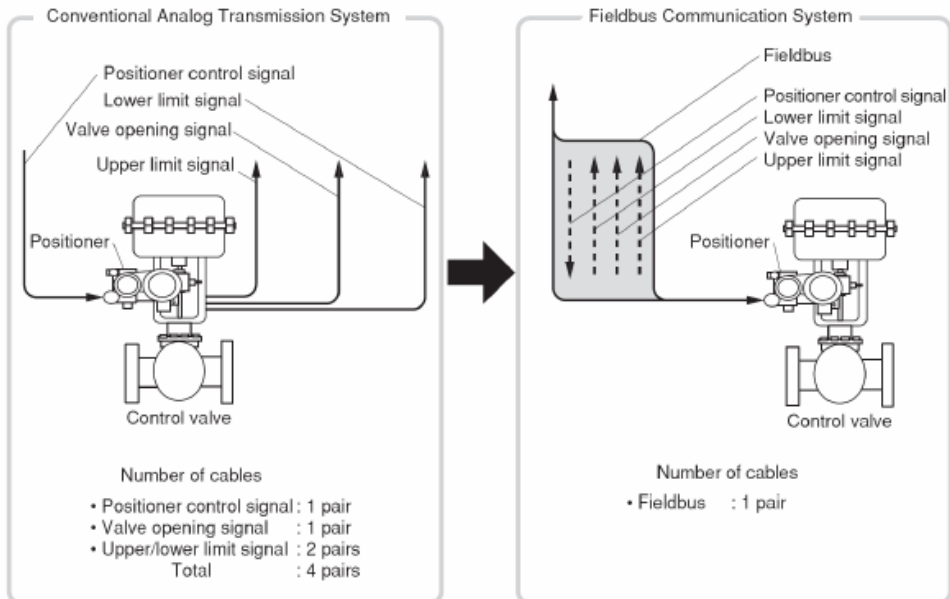 Conventional Analog Transmission System
Positioner control signal
Lower limit signal
Valve opening signal
Upper limit signal
Positioner
Control valve
Number of cables
• Positioner control signal : 1 pair
• Valve opening signal : 1 pair
• Upper/lower limit signal : 2 pairs
Total : 4 pairs
Fieldbus Communication System
Fieldbus
Positioner control signal
Lower limit signal
Valve opening signal
Upper limit signal
Positioner
Control valve
Number of cables
• Fieldbus : 1 pair